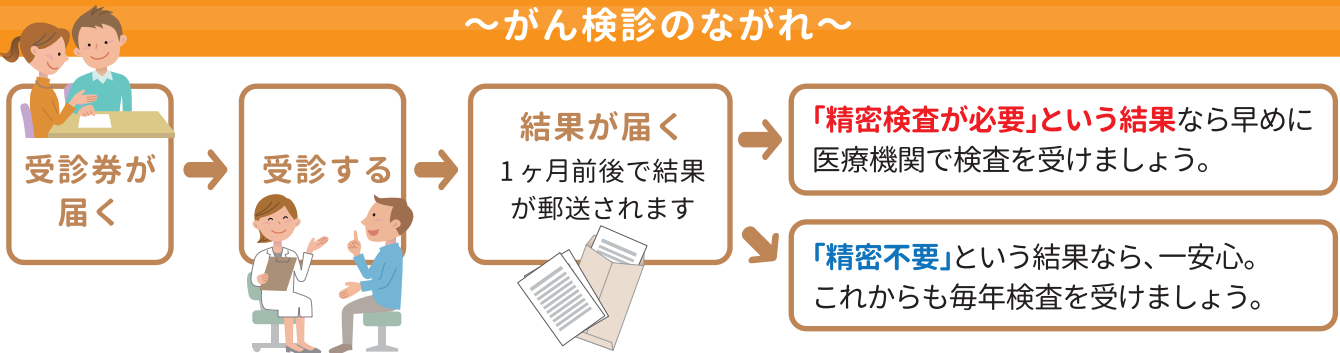 ～がん検診のながれ～
受診券が
届く
受診する
結果が届く
1ヶ月前後で結果
が郵送されます
「精密検査が必要」という結果なら早めに
医療機関で検査を受けましょう。
「精密不要」という結果なら、一安心。
これからも毎年検査を受けましょう。